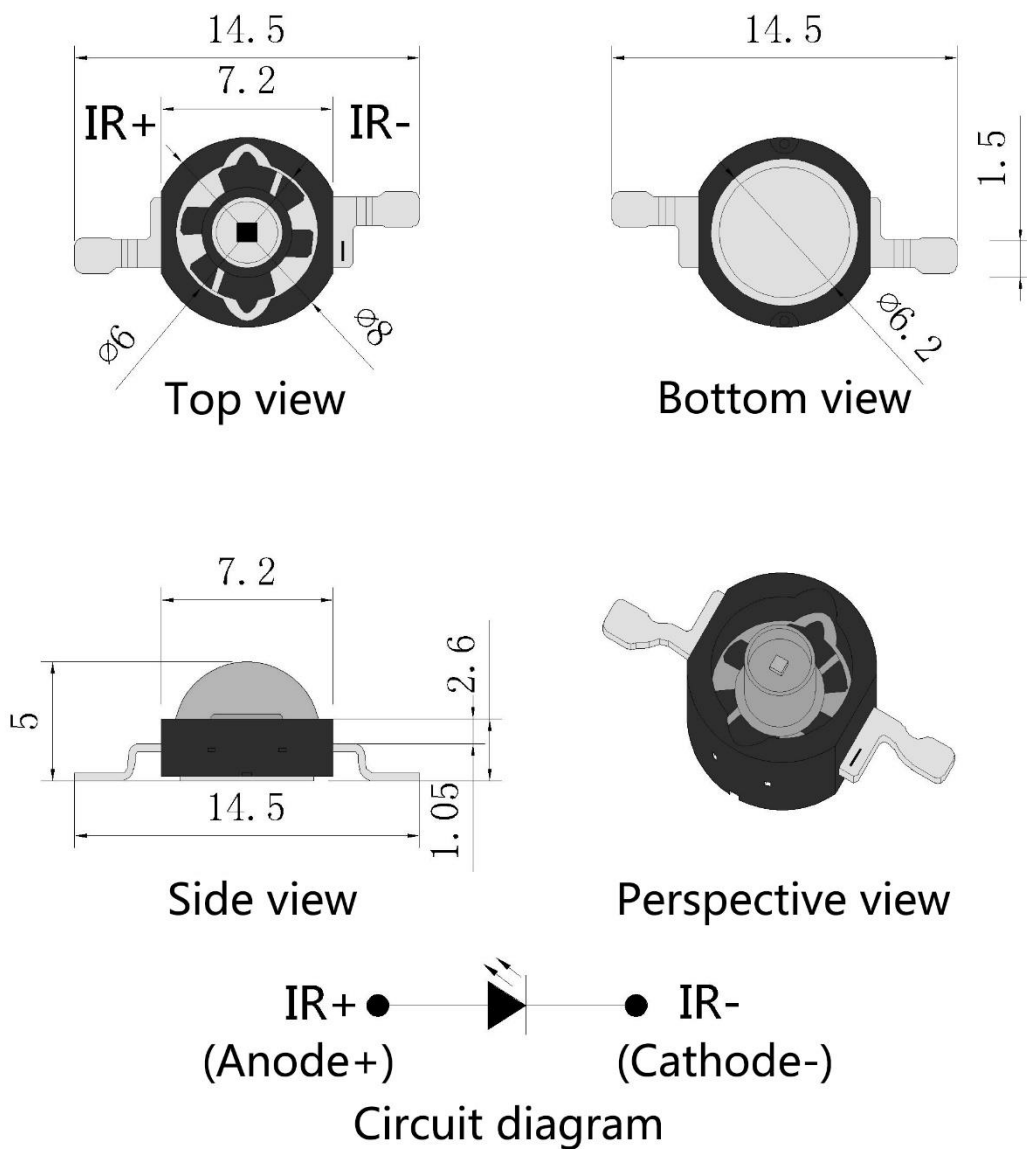 14.5
7.2
IR+ IR-
ø6
ø8
Top view
14.5
1.5
ø6.2
Bottom view
7.2
2.6
5
14.5
1.05
Side view
Perspective view
IR+ IR-
(Anode+) (Cathode-)
Circuit diagram